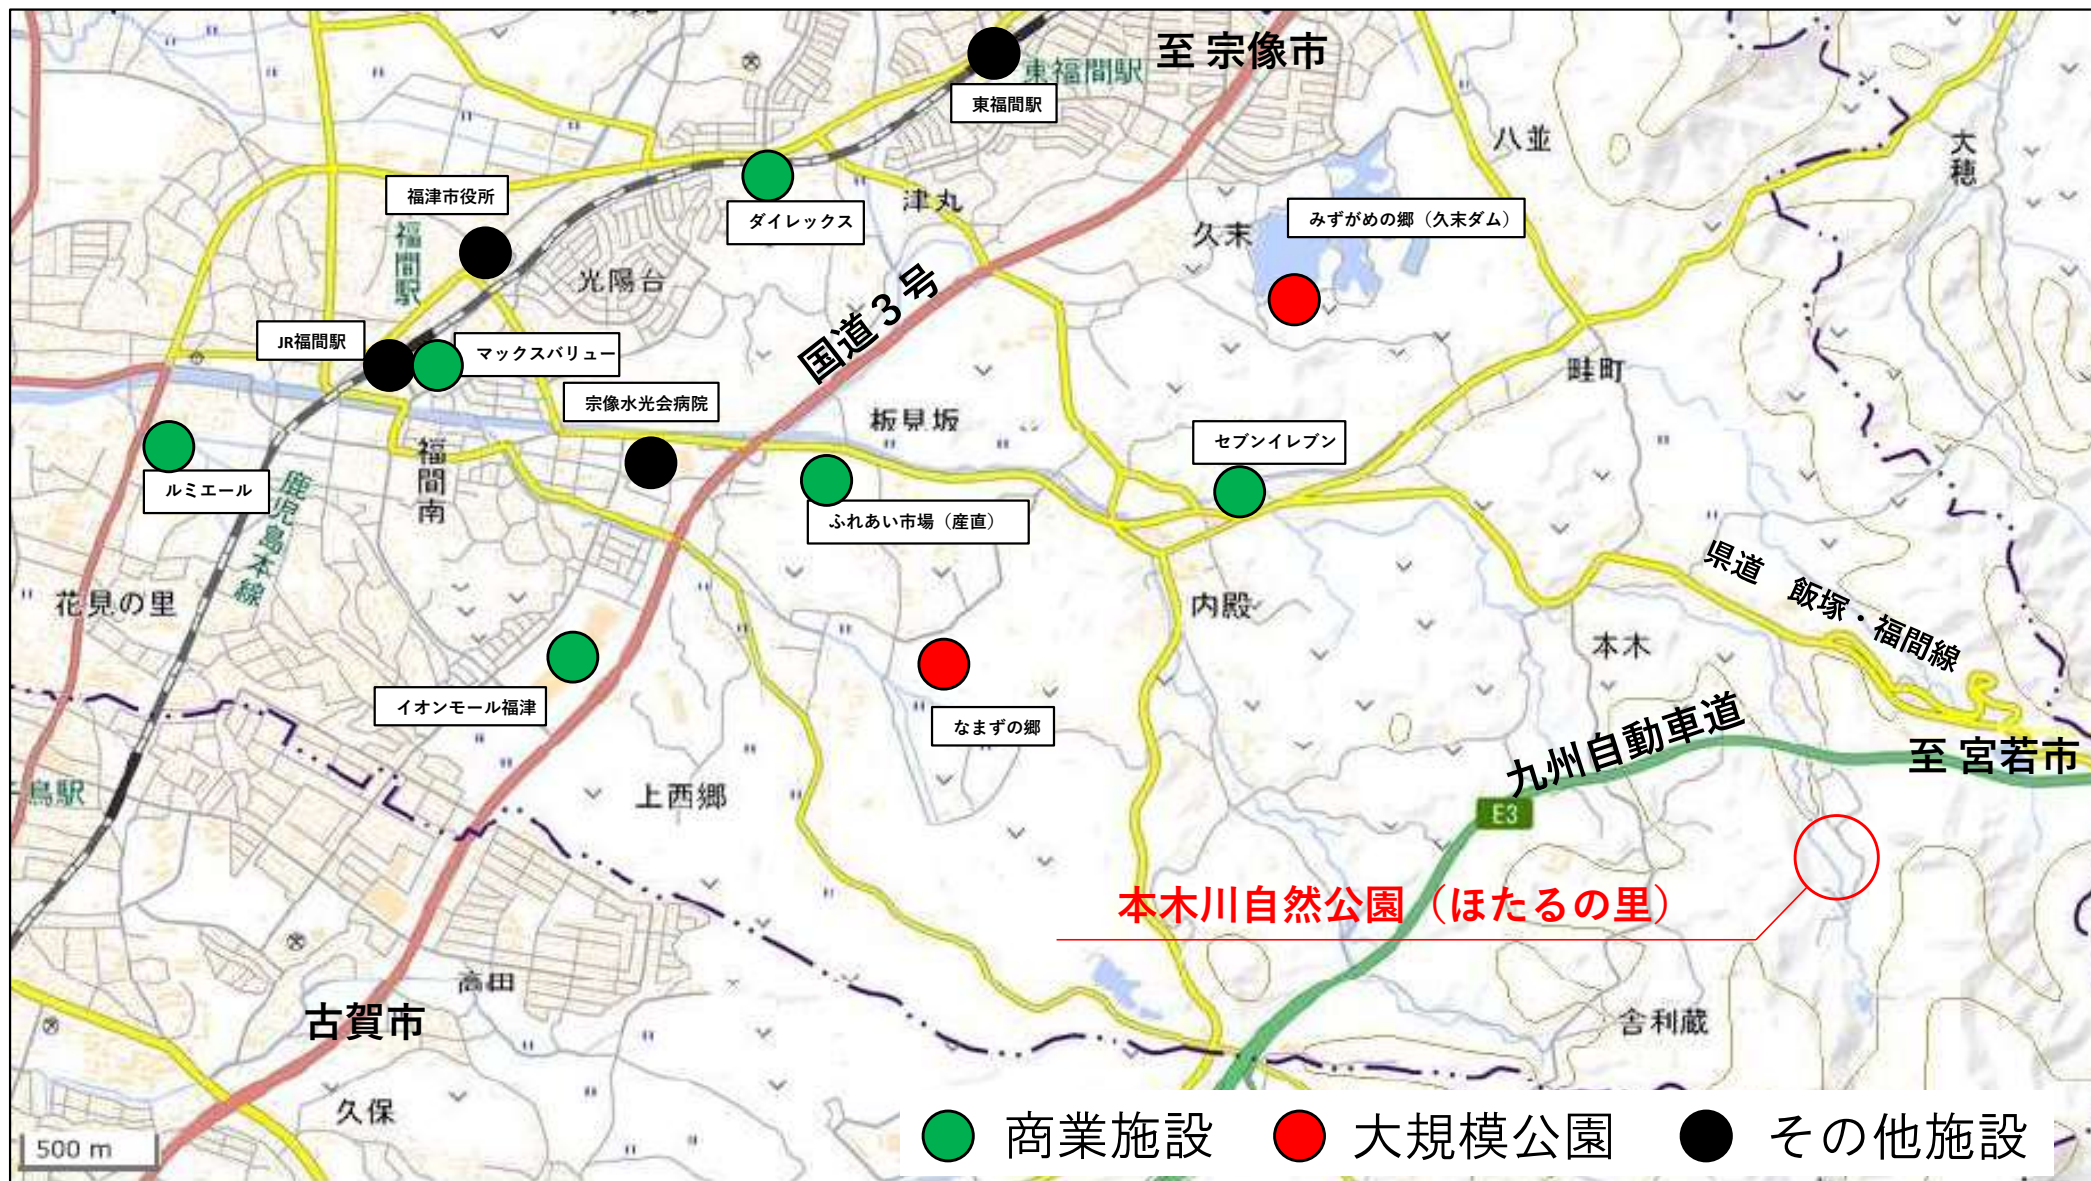 至 宗像市
東福間駅
東福間駅
八並
大穂
福津市役所
ダイレックス
津丸
久末
みずがめの郷（久末ダム）
福間駅
光陽台
国道３号
JR福間駅
マックスバリュー
宗像水光会病院
畦町
板見坂
セブンイレブン
ルミエール
福間南
鹿児島本線
ふれあい市場（産直）
県道　飯塚・福間線
花見の里
内殿
本木
イオンモール福津
なまずの郷
九州自動車道
至 宮若市
鳥駅
上西郷
E3
本木川自然公園（ほたるの里）
高田
古賀市
舎利蔵
久保
500 m
商業施設
大規模公園
その他施設